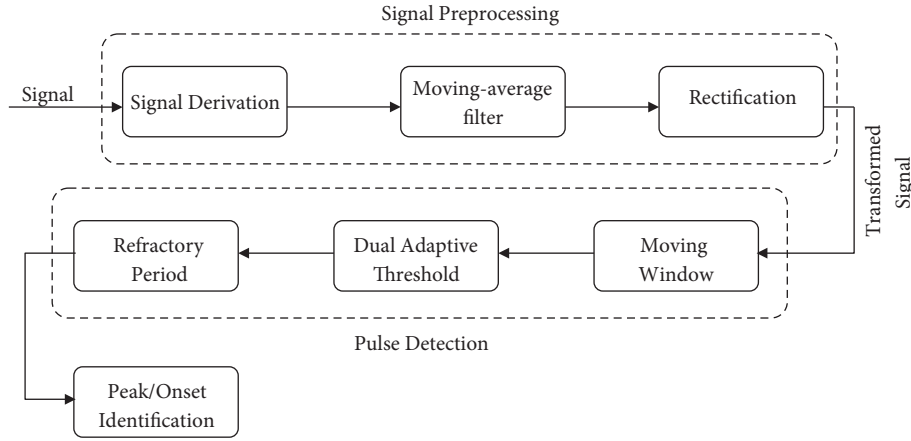 Signal Preprocessing
Signal
Signal Derivation
Moving-average
filter
Rectification
Transformed
Signal
Refractory
Period
Dual Adaptive
Threshold
Moving
Window
Pulse Detection
Peak/Onset
Identification